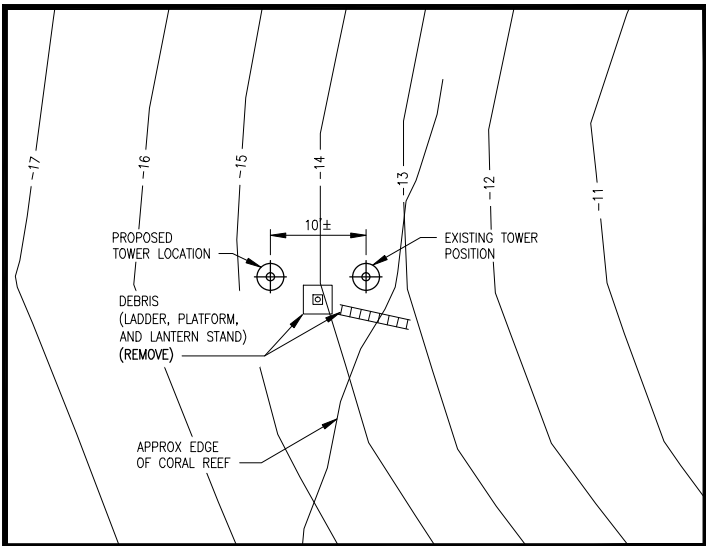 -17
-16
-15
-14
-13
-12
-11
10'±
PROPOSED
TOWER LOCATION
EXISTING TOWER
POSITION
DEBRIS
(LADDER, PLATFORM,
AND LANTERN STAND)
(REMOVE)
APPROX EDGE
OF CORAL REEF